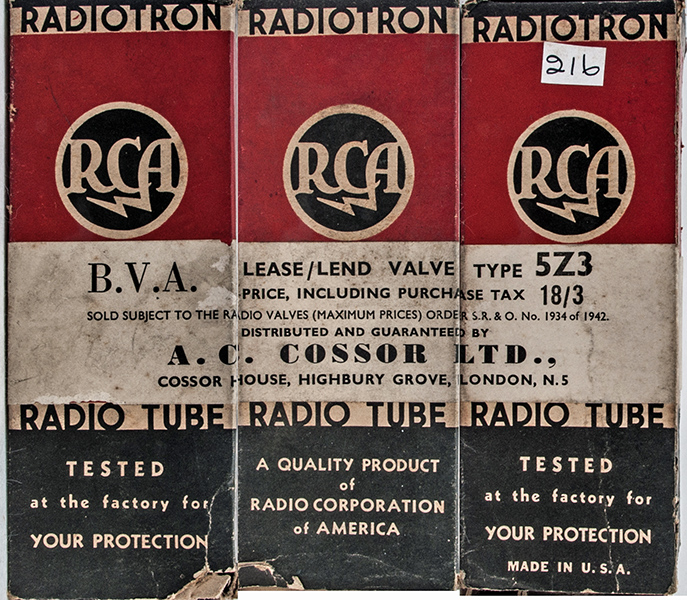 RADIOTRON RADIOTRON RADIOTRON
216
RCA RCA RCA
B.V.A. LEASE/LEND VALVE TYPE 5Z3
PRICE, INCLUDING PURCHASE TAX 18/3
SOLD SUBJECT TO THE RADIO VALVES (MAXIMUM PRICES) ORDER S.R. & O. No. 1934 of 1942.
DISTRIBUTED AND GUARANTEED BY
A. C. COSSOR LTD.,
COSSOR HOUSE, HIGHBURY GROVE, LONDON, N.5
RADIO TUBE RADIO TUBE RADIO TUBE
TESTED
at the factory for
YOUR PROTECTION
A QUALITY PRODUCT
of
RADIO CORPORATION
of AMERICA
TESTED
at the factory for
YOUR PROTECTION
MADE IN U.S.A.